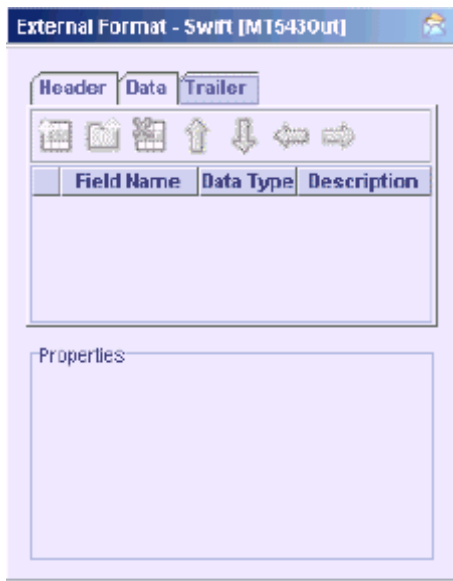 External Format - Swift [MT543Out]
Header Data Trailer
Field Name Data Type Description
Properties